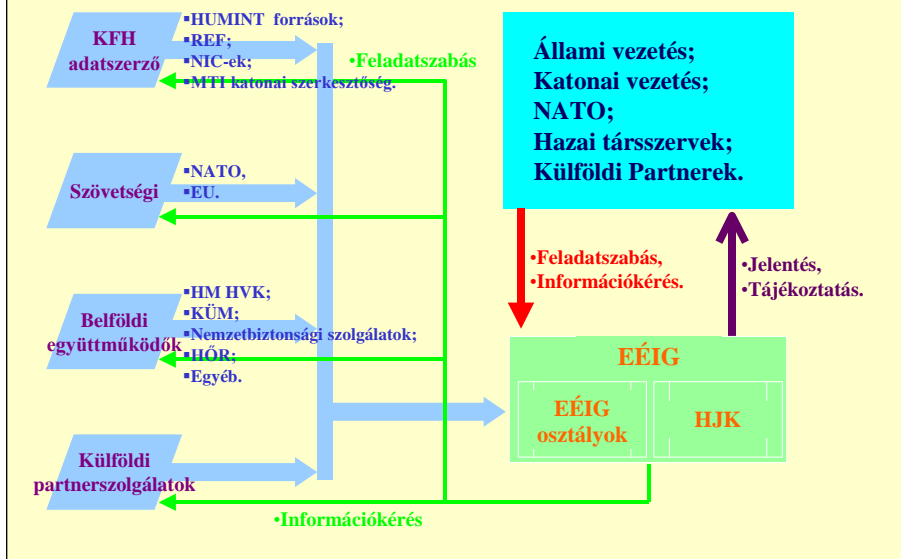 KFH
adatszerző
▪HUMINT források;
▪REF;
▪NIC-ek;
▪MTI katonai szerkesztőség.
•Feladatszabás
Állami vezetés;
Katonai vezetés;
NATO;
Hazai társszervek;
Külföldi Partnerek.
Szövetségi
▪NATO,
▪EU.
•Feladatszabás,
•Információkérés.
•Jelentés,
•Tájékoztatás.
Belföldi
együttműködők
▪HM HVK;
▪KÜM;
▪Nemzetbiztonsági szolgálatok;
▪HŐR;
▪Egyéb.
EÉIG
EÉIG
osztályok
HJK
Külföldi
partnerszolgálatok
•Információkérés